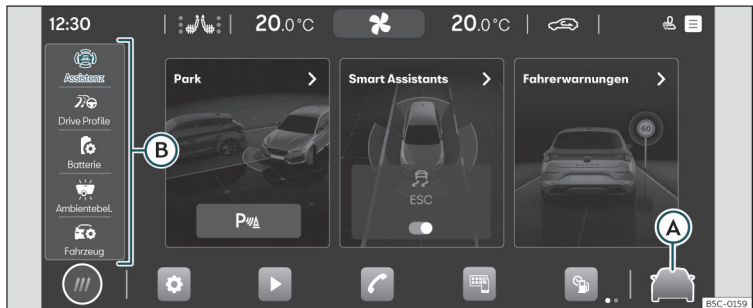 12:30
20.0°C
20.0°C
Assistenz
Drive Profile
Batterie
Ambientebel.
Fahrzeug
B
Park
P
Smart Assistants
ESC
Fahrerwarnungen
60
A
B5C-0159